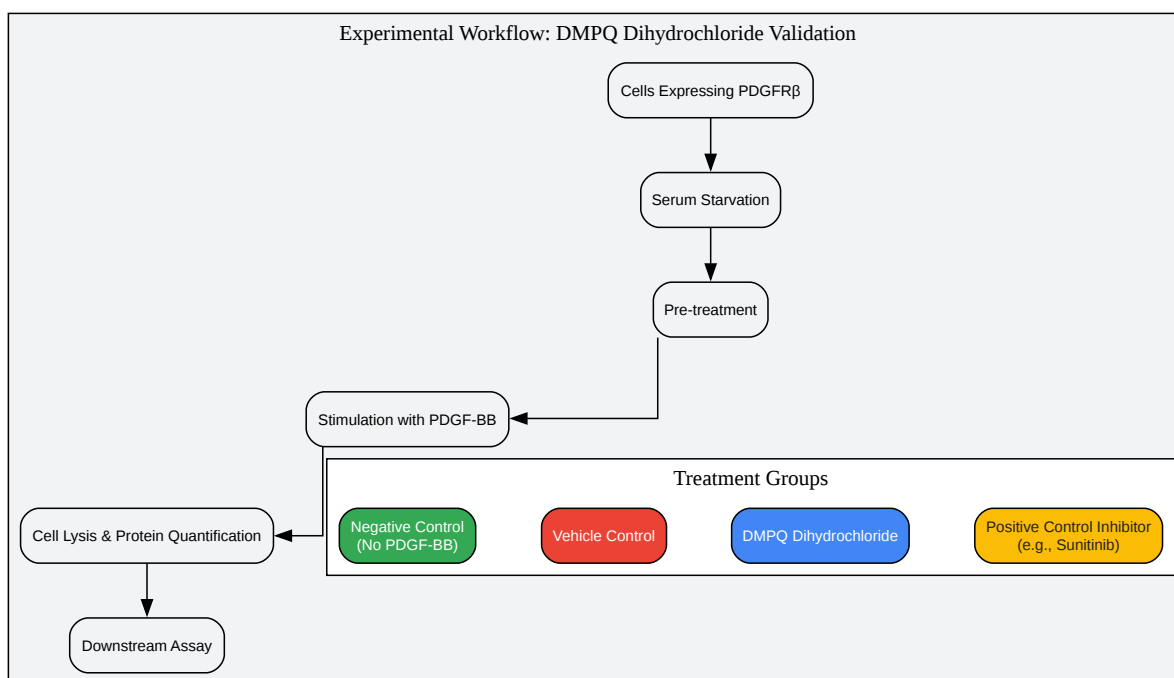 Experimental Workflow: DMPQ Dihydrochloride Validation
Cells Expressing PDGFRβ
Serum Starvation
Pre-treatment
Stimulation with PDGF-BB
Treatment Groups
Negative Control
(No PDGF-BB)
Vehicle Control
DMPQ Dihydrochloride
Positive Control Inhibitor
(e.g., Sunitinib)
Cell Lysis & Protein Quantification
Downstream Assay